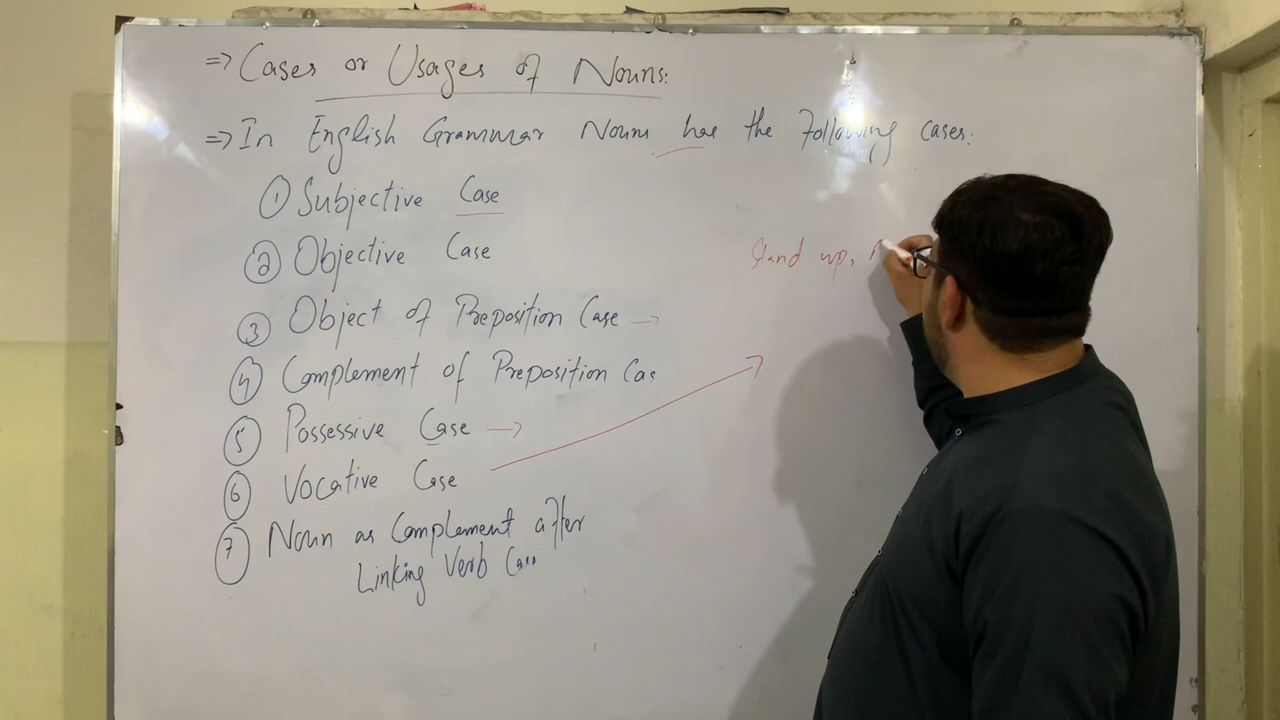 ⇒ Cases or Usages of Nouns:
⇒ In English Grammar Nouns has the Following cases:
① Subjective Case
② Objective Case
③ Object of Preposition Case →
④ Complement of Preposition Cas
⑤ Possessive Case →
⑥ Vocative Case
⑦ Noun as Complement after
Linking Verb Case
Stand up,